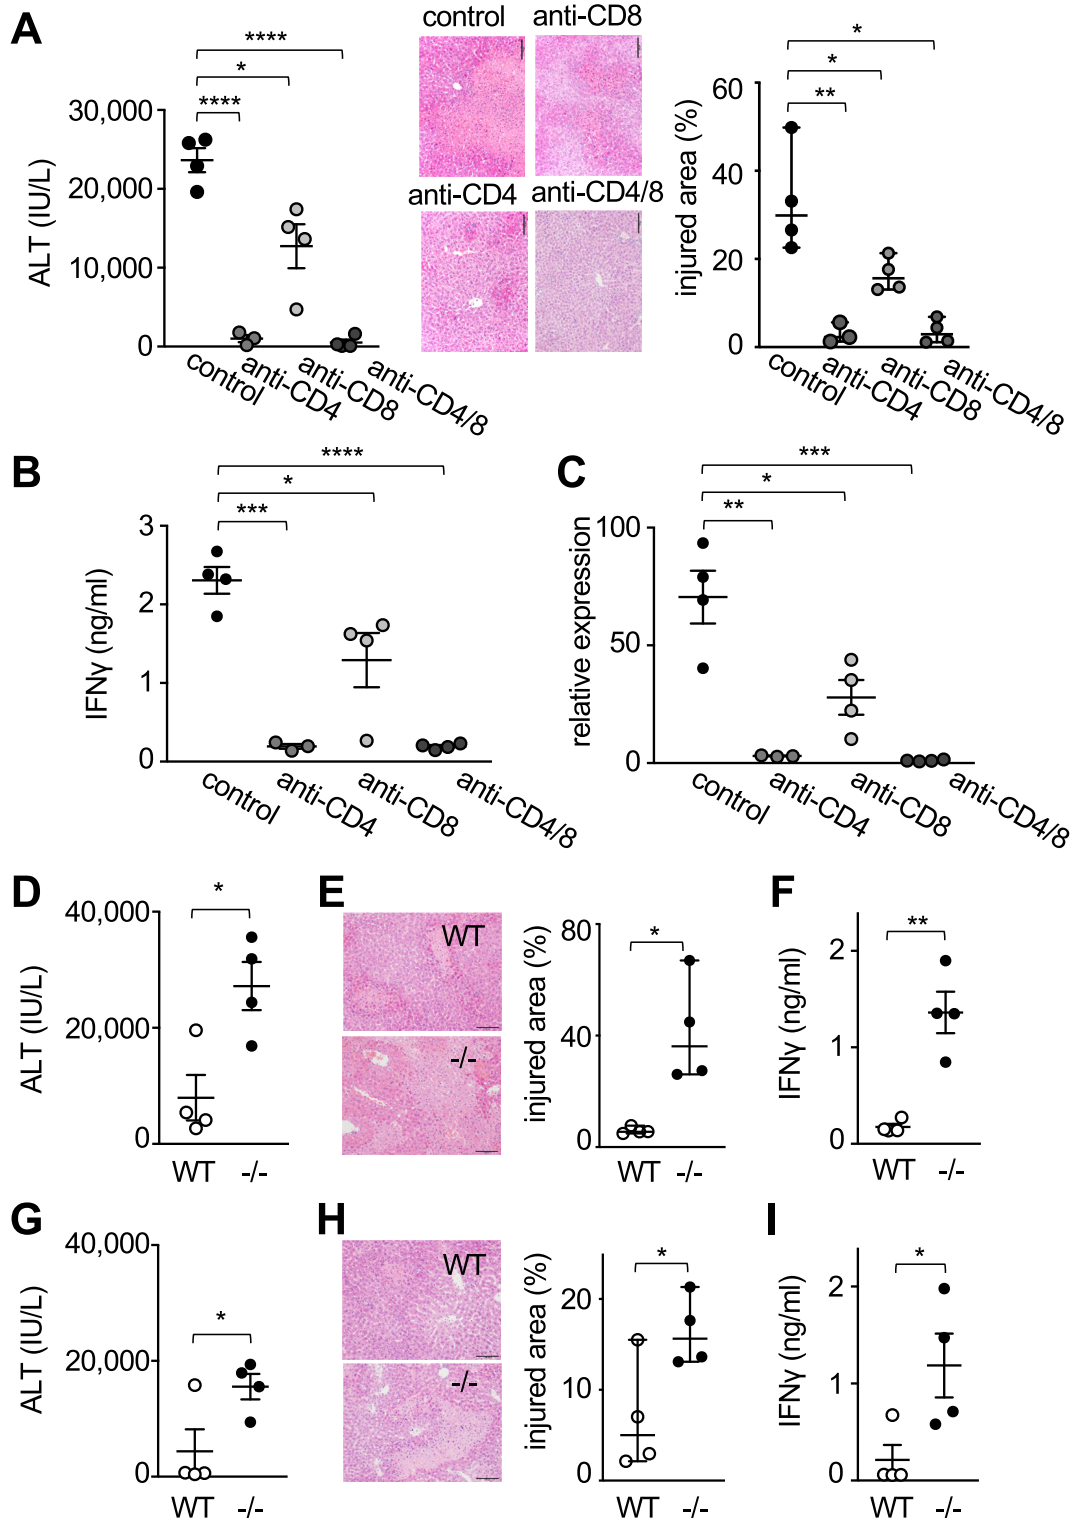 A
control
anti-CD8
anti-CD4
anti-CD4/8
****
*
****
30,000
20,000
10,000
0
ALT (IU/L)
control
anti-CD4
anti-CD8
anti-CD4/8
*
*
**
60
40
20
0
injured area (%)
control
anti-CD4
anti-CD8
anti-CD4/8
B
****
*
***
3
2
1
0
IFNγ (ng/ml)
control
anti-CD4
anti-CD8
anti-CD4/8
C
***
*
**
100
50
0
relative expression
control
anti-CD4
anti-CD8
anti-CD4/8
D
*
40,000
20,000
0
ALT (IU/L)
WT
-/-
E
WT
-/-
*
80
40
0
injured area (%)
WT
-/-
F
**
2
1
0
IFNγ (ng/ml)
WT
-/-
G
*
40,000
20,000
0
ALT (IU/L)
WT
-/-
H
WT
-/-
*
20
10
0
injured area (%)
WT
-/-
I
*
2
1
0
IFNγ (ng/ml)
WT
-/-